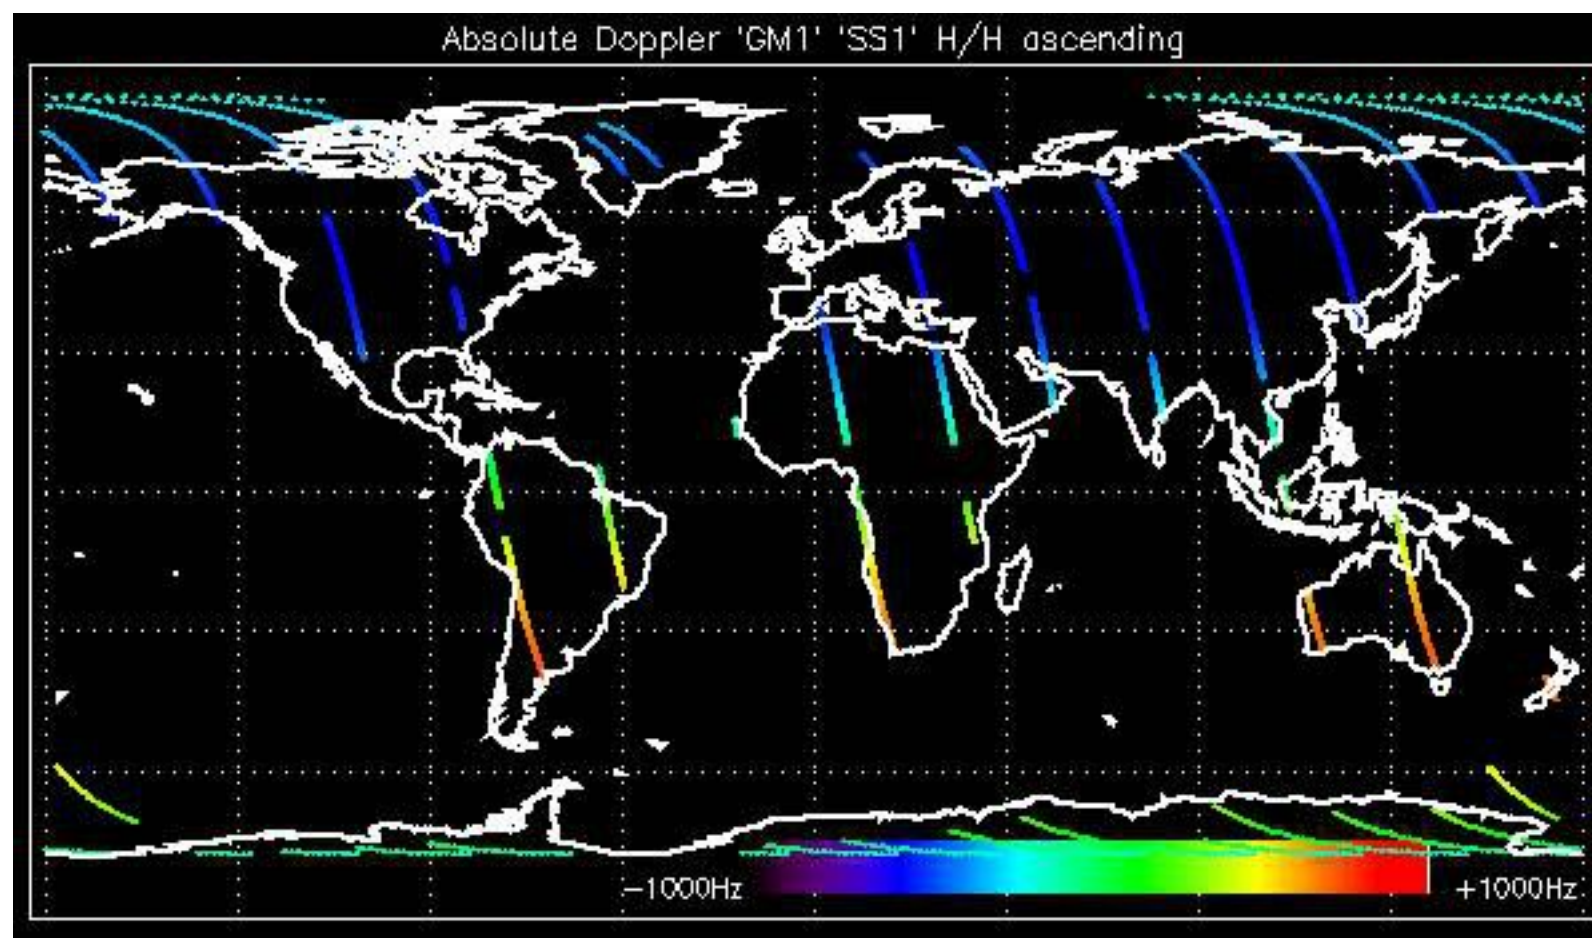 Absolute Doppler 'GM1' 'SS1' H/H ascending
−1000Hz
+1000Hz